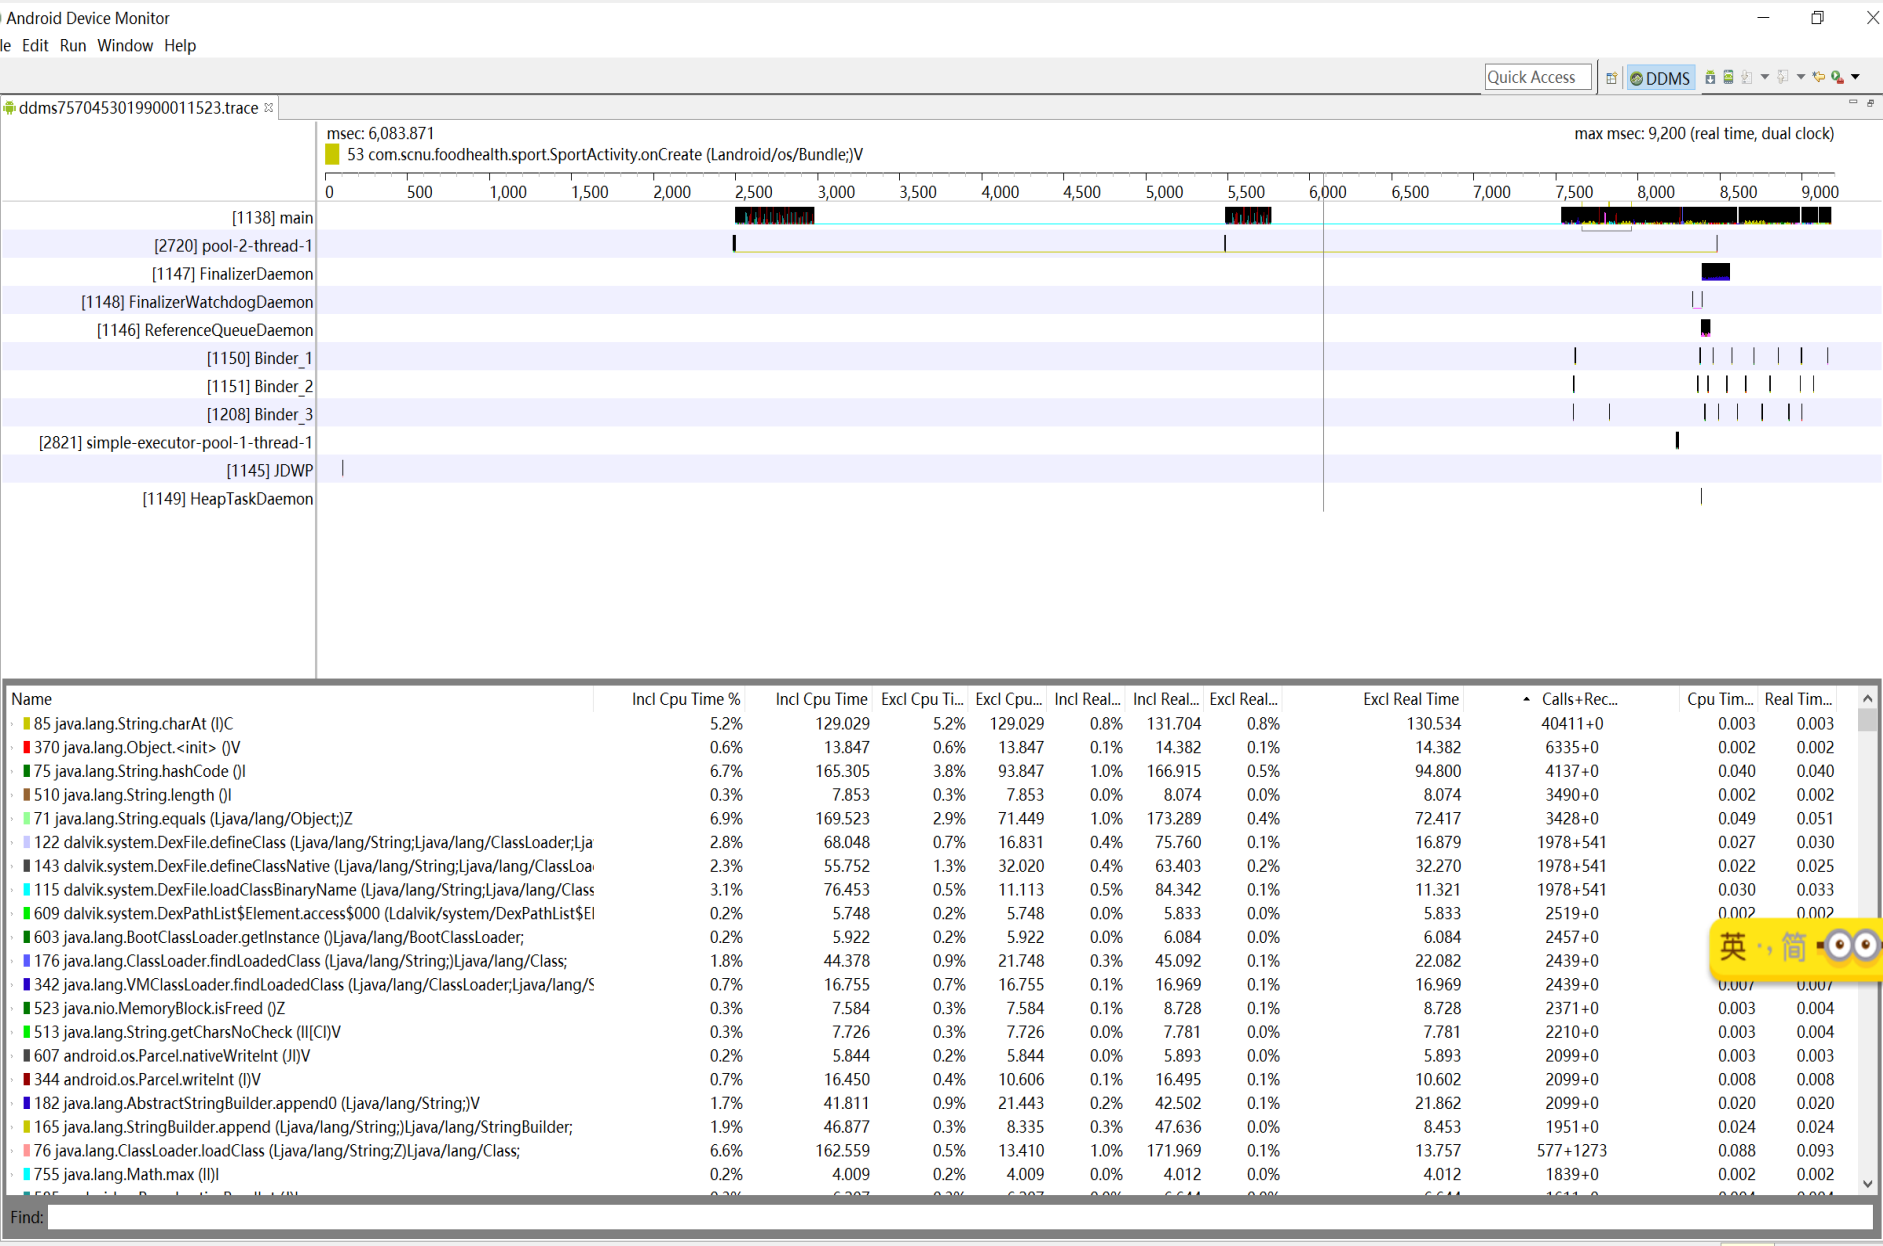 Android Device Monitor
le Edit Run Window Help
Quick Access DDMS
ddms7570453019900011523.trace
msec: 6,083.871 max msec: 9,200 (real time, dual clock)
53 com.scnu.foodhealth.sport.SportActivity.onCreate (Landroid/os/Bundle;)V
0 500 1,000 1,500 2,000 2,500 3,000 3,500 4,000 4,500 5,000 5,500 6,000 6,500 7,000 7,500 8,000 8,500 9,000
[1138] main
[2720] pool-2-thread-1
[1147] FinalizerDaemon
[1148] FinalizerWatchdogDaemon
[1146] ReferenceQueueDaemon
[1150] Binder_1
[1151] Binder_2
[1208] Binder_3
[2821] simple-executor-pool-1-thread-1
[1145] JDWP
[1149] HeapTaskDaemon
Name Incl Cpu Time % Incl Cpu Time Excl Cpu Ti... Excl Cpu... Incl Real... Incl Real... Excl Real... Excl Real Time Calls+Rec... Cpu Tim... Real Tim...
85 java.lang.String.charAt (I)C 5.2% 129.029 5.2% 129.029 0.8% 131.704 0.8% 130.534 40411+0 0.003 0.003
370 java.lang.Object.<init> ()V 0.6% 13.847 0.6% 13.847 0.1% 14.382 0.1% 14.382 6335+0 0.002 0.002
75 java.lang.String.hashCode ()I 6.7% 165.305 3.8% 93.847 1.0% 166.915 0.5% 94.800 4137+0 0.040 0.040
510 java.lang.String.length ()I 0.3% 7.853 0.3% 7.853 0.0% 8.074 0.0% 8.074 3490+0 0.002 0.002
71 java.lang.String.equals (Ljava/lang/Object;)Z 6.9% 169.523 2.9% 71.449 1.0% 173.289 0.4% 72.417 3428+0 0.049 0.051
122 dalvik.system.DexFile.defineClass (Ljava/lang/String;Ljava/lang/ClassLoader;Lja 2.8% 68.048 0.7% 16.831 0.4% 75.760 0.1% 16.879 1978+541 0.027 0.030
143 dalvik.system.DexFile.defineClassNative (Ljava/lang/String;Ljava/lang/ClassLoa 2.3% 55.752 1.3% 32.020 0.4% 63.403 0.2% 32.270 1978+541 0.022 0.025
115 dalvik.system.DexFile.loadClassBinaryName (Ljava/lang/String;Ljava/lang/Class 3.1% 76.453 0.5% 11.113 0.5% 84.342 0.1% 11.321 1978+541 0.030 0.033
609 dalvik.system.DexPathList$Element.access$000 (Ldalvik/system/DexPathList$El 0.2% 5.748 0.2% 5.748 0.0% 5.833 0.0% 5.833 2519+0 0.002 0.002
603 java.lang.BootClassLoader.getInstance ()Ljava/lang/BootClassLoader; 0.2% 5.922 0.2% 5.922 0.0% 6.084 0.0% 6.084 2457+0
英 ·, 简
176 java.lang.ClassLoader.findLoadedClass (Ljava/lang/String;)Ljava/lang/Class; 1.8% 44.378 0.9% 21.748 0.3% 45.092 0.1% 22.082 2439+0
342 java.lang.VMClassLoader.findLoadedClass (Ljava/lang/ClassLoader;Ljava/lang/S 0.7% 16.755 0.7% 16.755 0.1% 16.969 0.1% 16.969 2439+0 0.007 0.007
523 java.nio.MemoryBlock.isFreed ()Z 0.3% 7.584 0.3% 7.584 0.1% 8.728 0.1% 8.728 2371+0 0.003 0.004
513 java.lang.String.getCharsNoCheck (II[CI)V 0.3% 7.726 0.3% 7.726 0.0% 7.781 0.0% 7.781 2210+0 0.003 0.004
607 android.os.Parcel.nativeWriteInt (JI)V 0.2% 5.844 0.2% 5.844 0.0% 5.893 0.0% 5.893 2099+0 0.003 0.003
344 android.os.Parcel.writeInt (I)V 0.7% 16.450 0.4% 10.606 0.1% 16.495 0.1% 10.602 2099+0 0.008 0.008
182 java.lang.AbstractStringBuilder.append0 (Ljava/lang/String;)V 1.7% 41.811 0.9% 21.443 0.2% 42.502 0.1% 21.862 2099+0 0.020 0.020
165 java.lang.StringBuilder.append (Ljava/lang/String;)Ljava/lang/StringBuilder; 1.9% 46.877 0.3% 8.335 0.3% 47.636 0.0% 8.453 1951+0 0.024 0.024
76 java.lang.ClassLoader.loadClass (Ljava/lang/String;Z)Ljava/lang/Class; 6.6% 162.559 0.5% 13.410 1.0% 171.969 0.1% 13.757 577+1273 0.088 0.093
755 java.lang.Math.max (II)I 0.2% 4.009 0.2% 4.009 0.0% 4.012 0.0% 4.012 1839+0 0.002 0.002
Find: